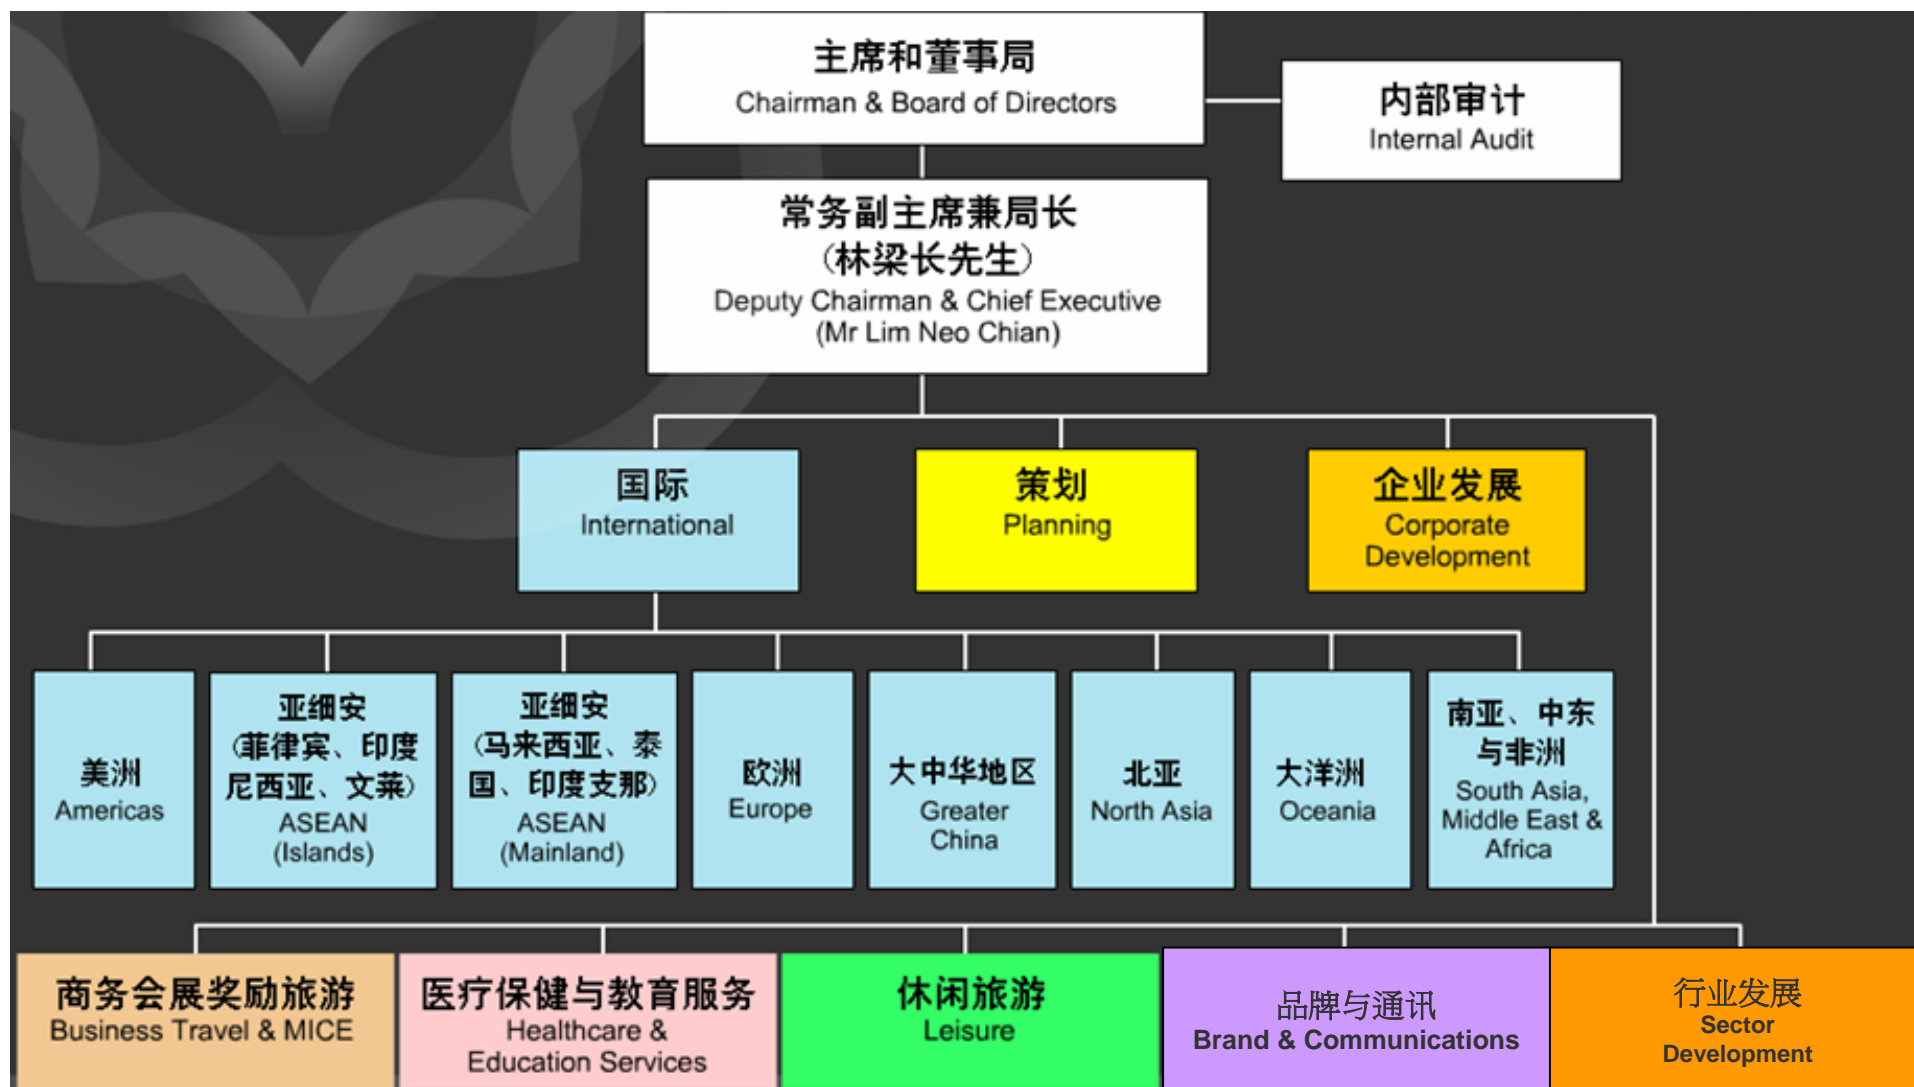 主席和董事局
Chairman & Board of Directors
内部审计
Internal Audit
常务副主席兼局长
(林梁长先生)
Deputy Chairman & Chief Executive
(Mr Lim Neo Chian)
国际
International
策划
Planning
企业发展
Corporate
Development
美洲
Americas
亚细安
(菲律宾、印度
尼西亚、文莱)
ASEAN
(Islands)
亚细安
(马来西亚、泰
国、印度支那)
ASEAN
(Mainland)
欧洲
Europe
大中华地区
Greater
China
北亚
North Asia
大洋洲
Oceania
南亚、中东
与非洲
South Asia,
Middle East &
Africa
商务会展奖励旅游
Business Travel & MICE
医疗保健与教育服务
Healthcare &
Education Services
休闲旅游
Leisure
品牌与通讯
Brand & Communications
行业发展
Sector
Development